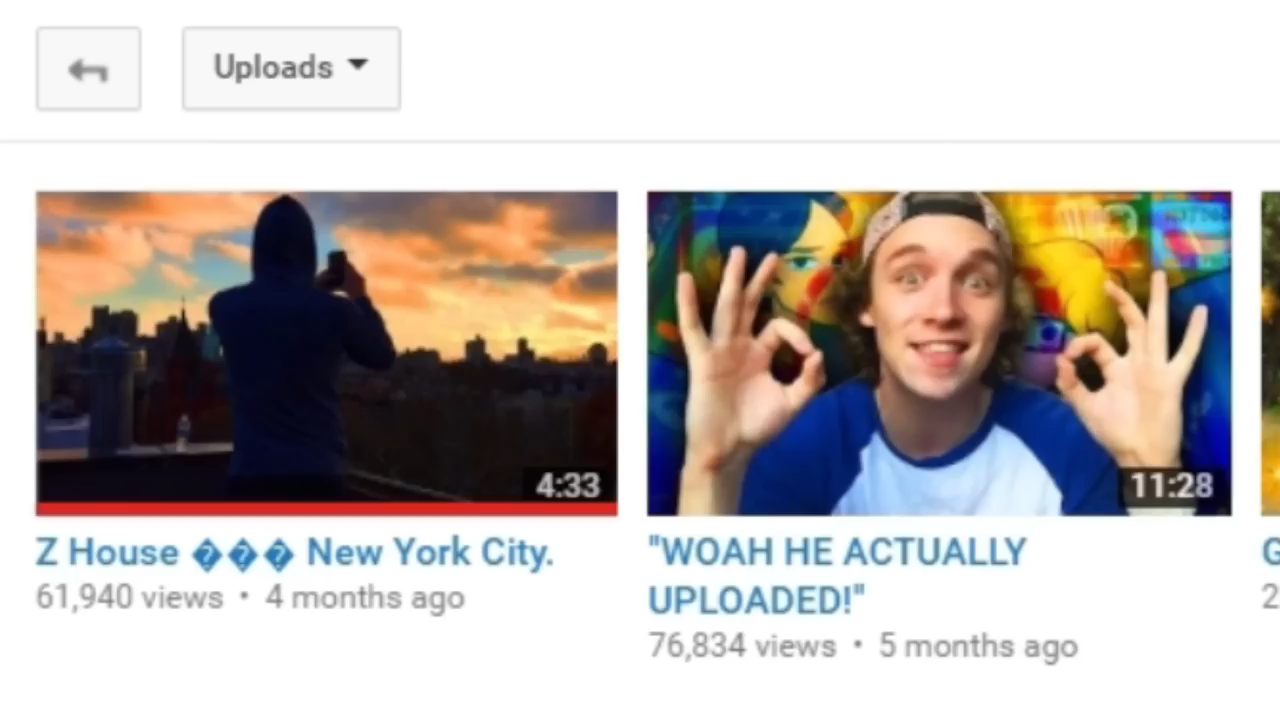 Uploads
4:33
11:28
Z House ��� New York City.
61,940 views • 4 months ago
"WOAH HE ACTUALLY
UPLOADED!"
76,834 views • 5 months ago
G
2